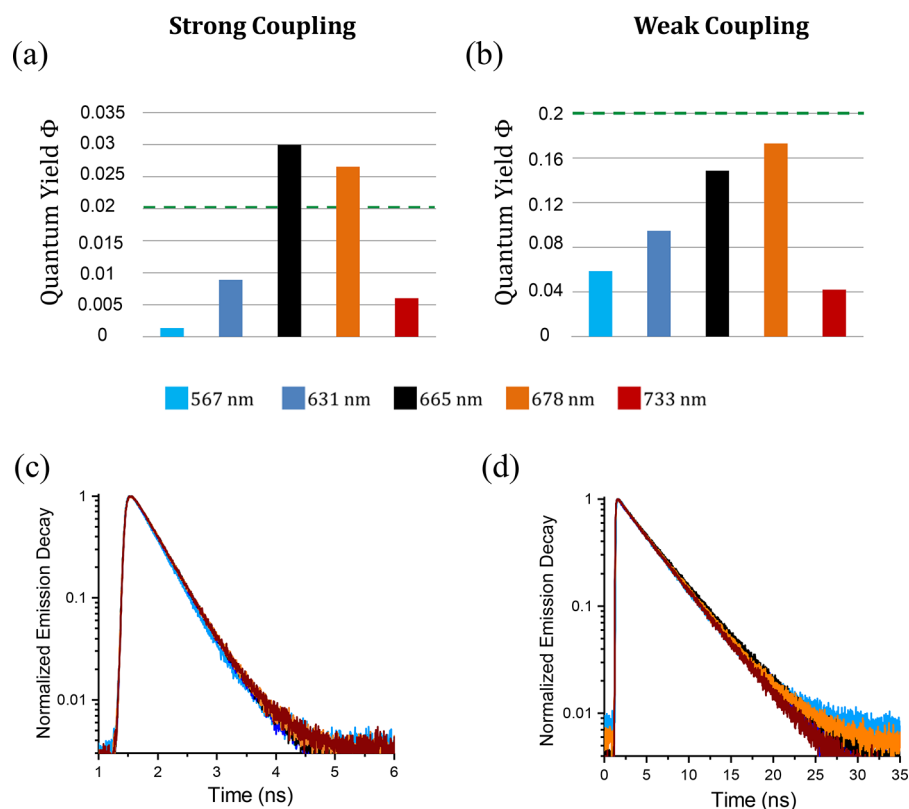 Strong Coupling
Weak Coupling
(a)
(b)
Quantum Yield Φ
0.035
0.03
0.025
0.02
0.015
0.01
0.005
0
Quantum Yield Φ
0.2
0.16
0.12
0.08
0.04
0
567 nm 631 nm 665 nm 678 nm 733 nm
(c)
(d)
Normalized Emission Decay
1
0.1
0.01
1 2 3 4 5 6
Time (ns)
Normalized Emission Decay
1
0.1
0.01
0 5 10 15 20 25 30 35
Time (ns)